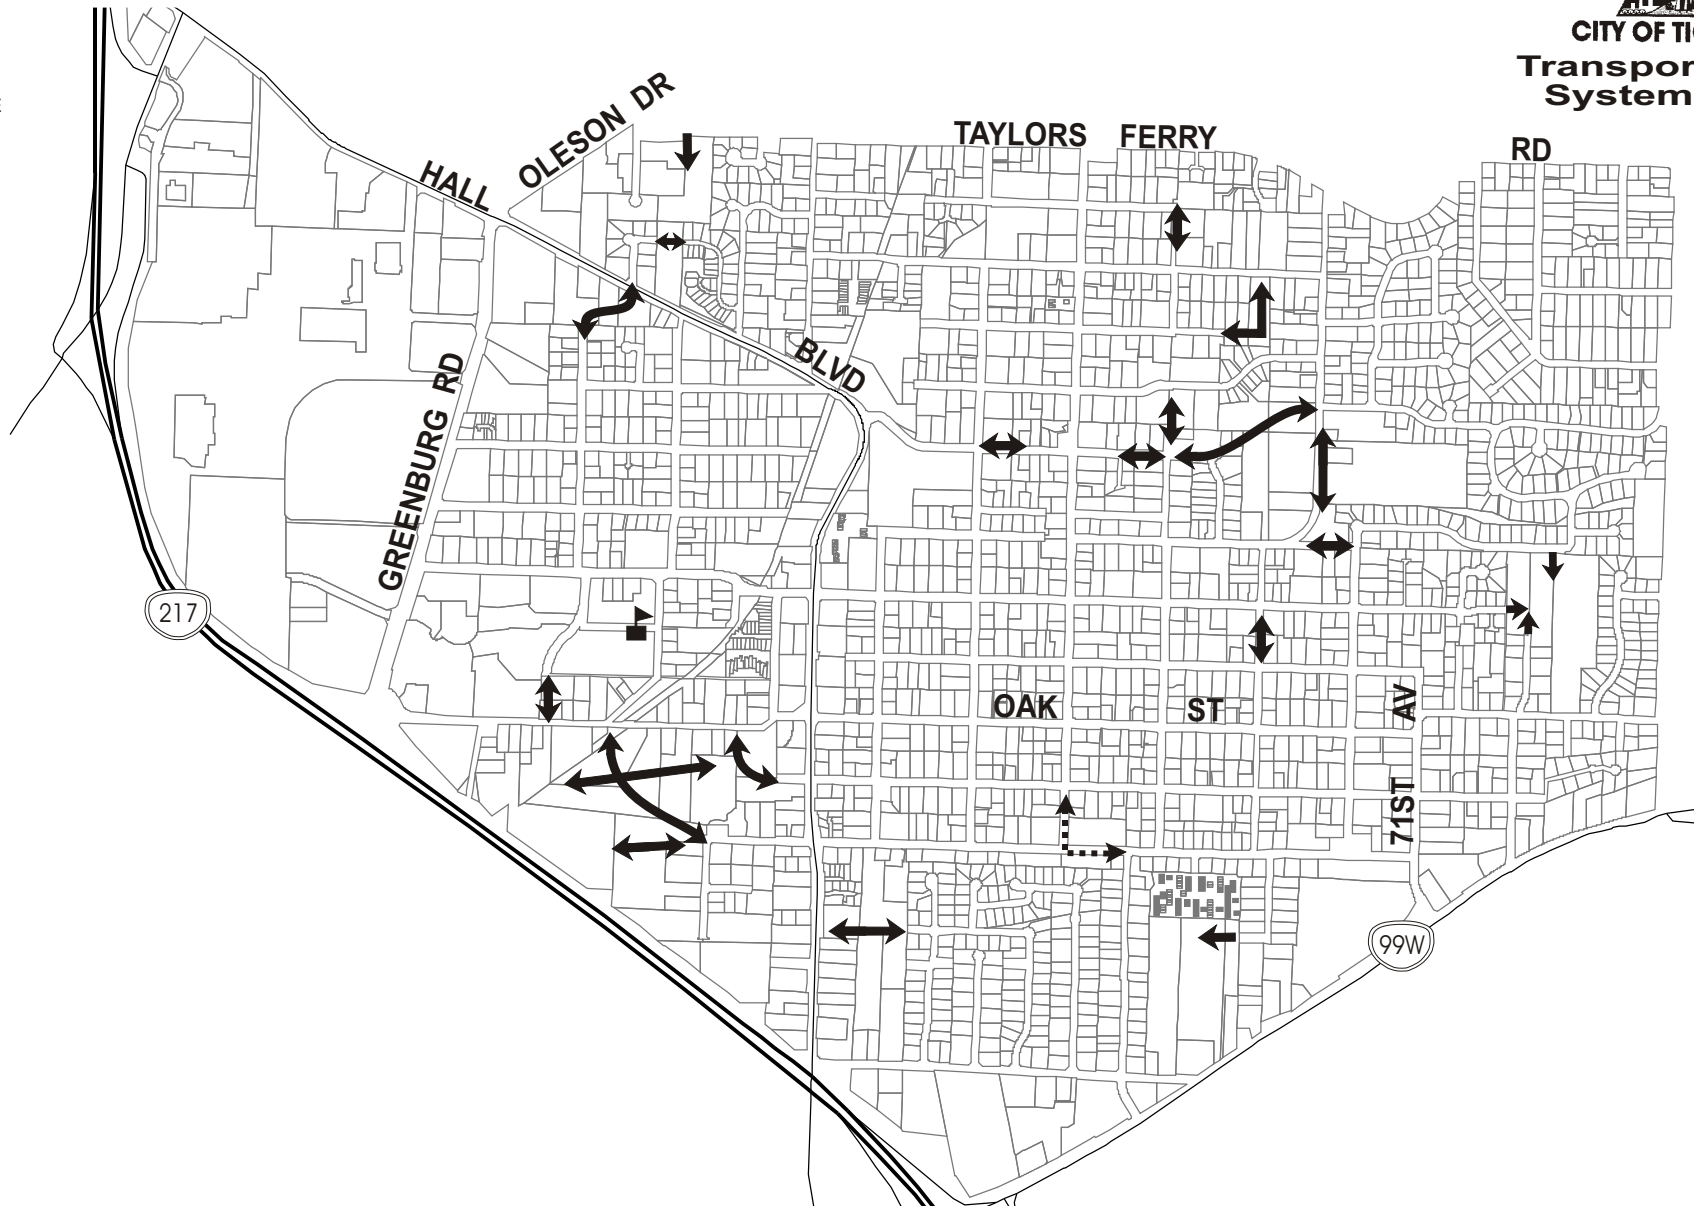 CITY OF
Transpor
System
TAYLORS FERRY RD
OLESON DR
HALL BLVD
GREENBURG RD
217
OAK ST
71ST AV
99W